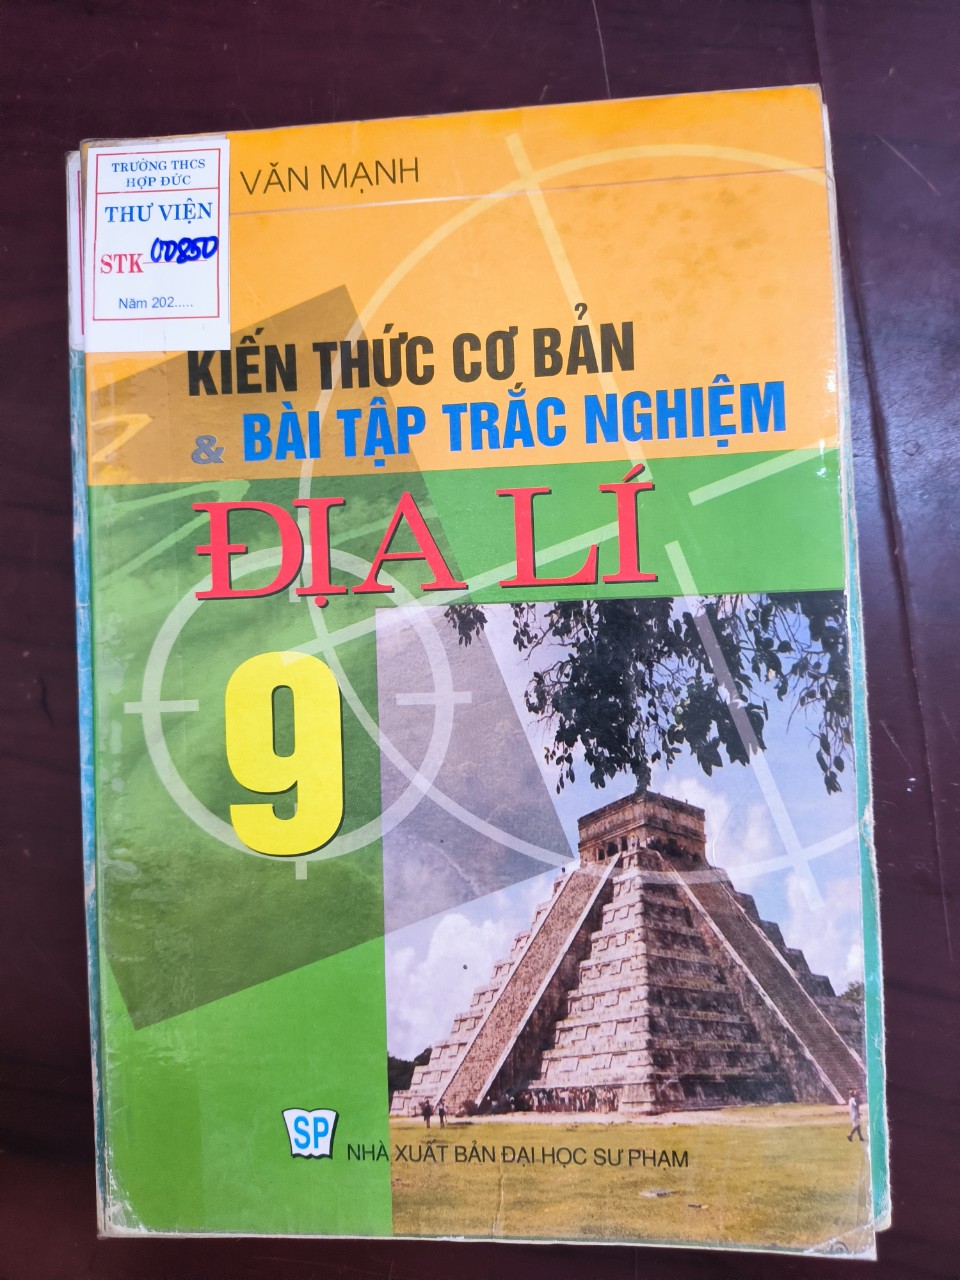 TRƯỜNG THCS
HỢP ĐỨC
THƯ VIỆN
STK 00850
Năm 202.....
VĂN MẠNH
KIẾN THỨC CƠ BẢN
& BÀI TẬP TRẮC NGHIỆM
ĐỊA LÍ
9
SP
NHÀ XUẤT BẢN ĐẠI HỌC SƯ PHẠM